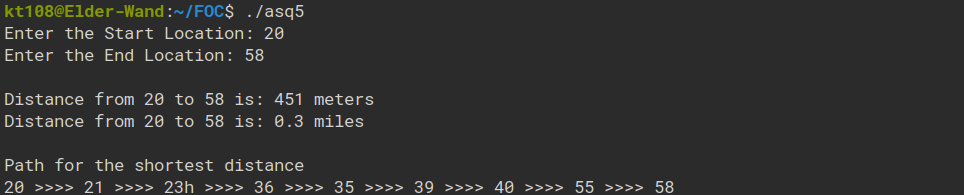 kt108@Elder-Wand:~/FOC$ ./asq5
Enter the Start Location: 20
Enter the End Location: 58
Distance from 20 to 58 is: 451 meters
Distance from 20 to 58 is: 0.3 miles
Path for the shortest distance
20 >>>> 21 >>>> 23h >>>> 36 >>>> 35 >>>> 39 >>>> 40 >>>> 55 >>>> 58